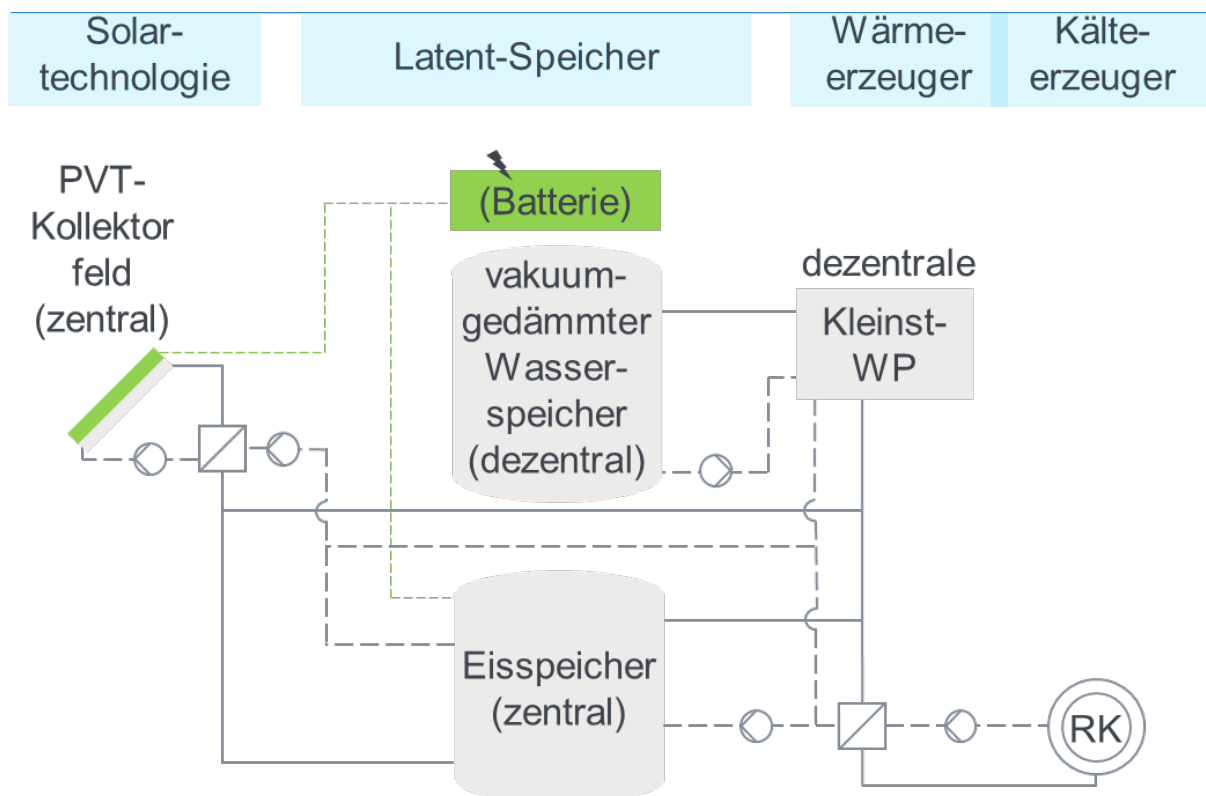 Solar-
technologie
Latent-Speicher
Wärme-
erzeuger
Kälte-
erzeuger
PVT-
Kollektor
feld
(zentral)
(Batterie)
vakuum-
gedämmter
Wasser-
speicher
(dezentral)
dezentrale
Kleinst-
WP
Eisspeicher
(zentral)
RK